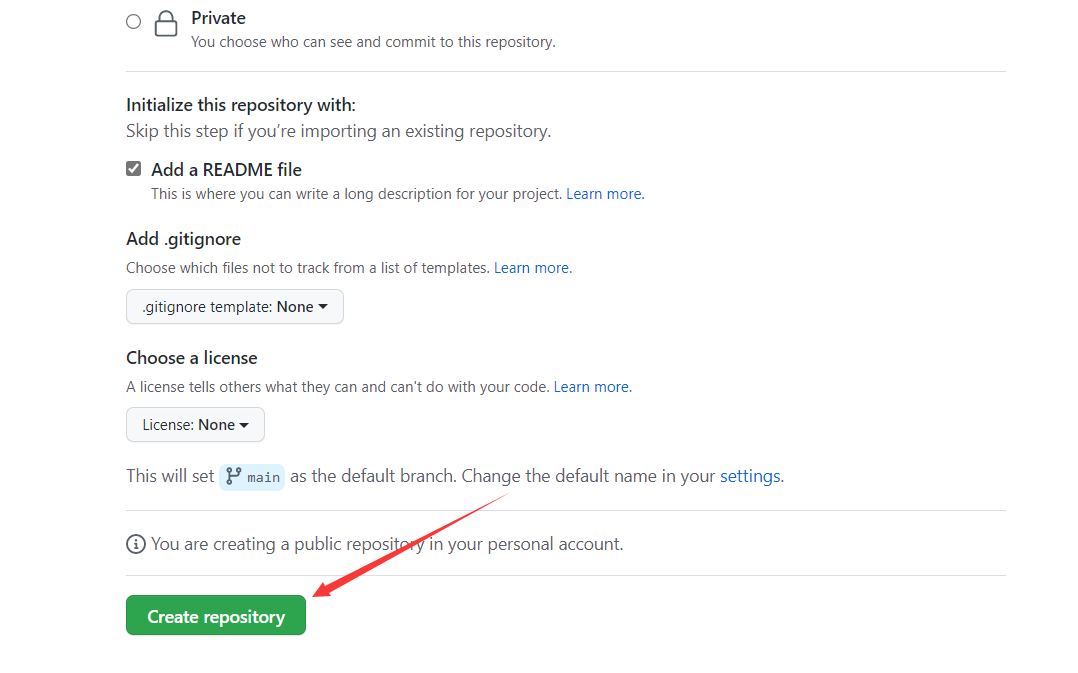 Private
You choose who can see and commit to this repository.
Initialize this repository with:
Skip this step if you’re importing an existing repository.
Add a README file
This is where you can write a long description for your project. Learn more.
Add .gitignore
Choose which files not to track from a list of templates. Learn more.
.gitignore template: None
Choose a license
A license tells others what they can and can't do with your code. Learn more.
License: None
This will set main as the default branch. Change the default name in your settings.
You are creating a public repository in your personal account.
Create repository